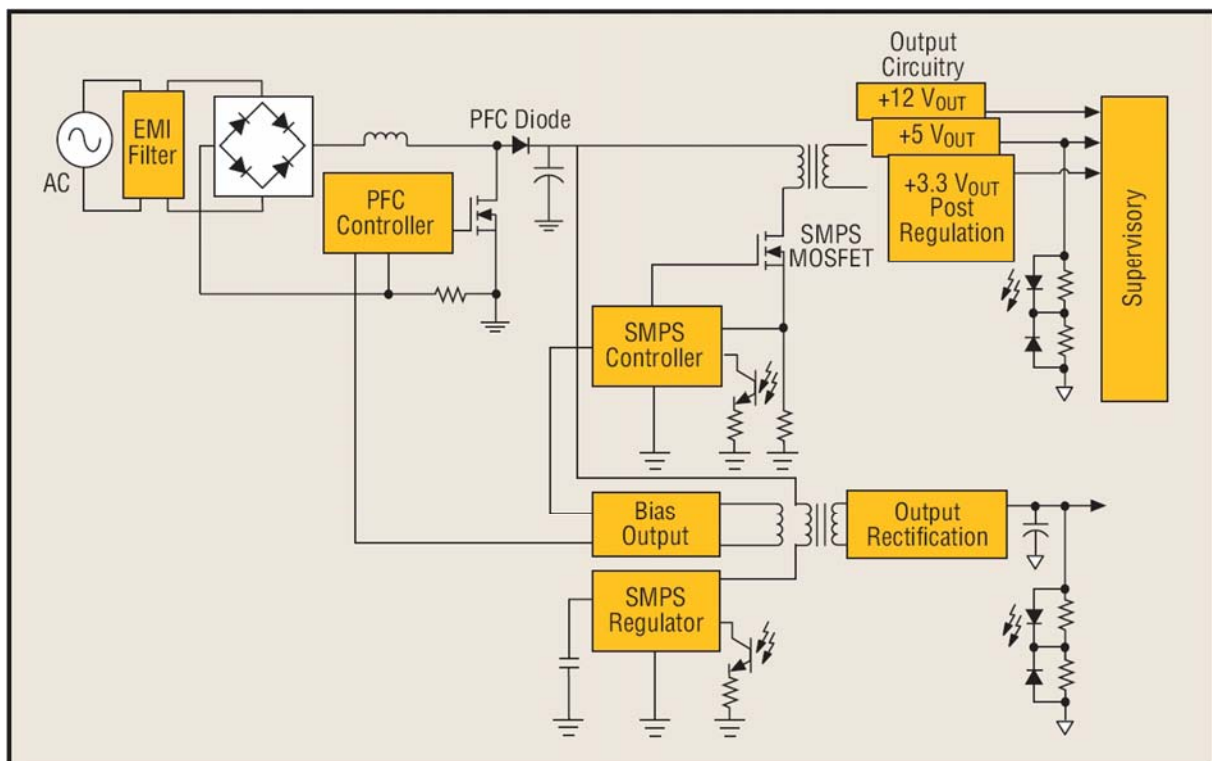 Output
Circuitry
+12 VOUT
+5 VOUT
+3.3 VOUT
Post
Regulation
Supervisory
EMI
Filter
AC
PFC Diode
PFC
Controller
SMPS
MOSFET
SMPS
Controller
Bias
Output
Output
Rectification
SMPS
Regulator